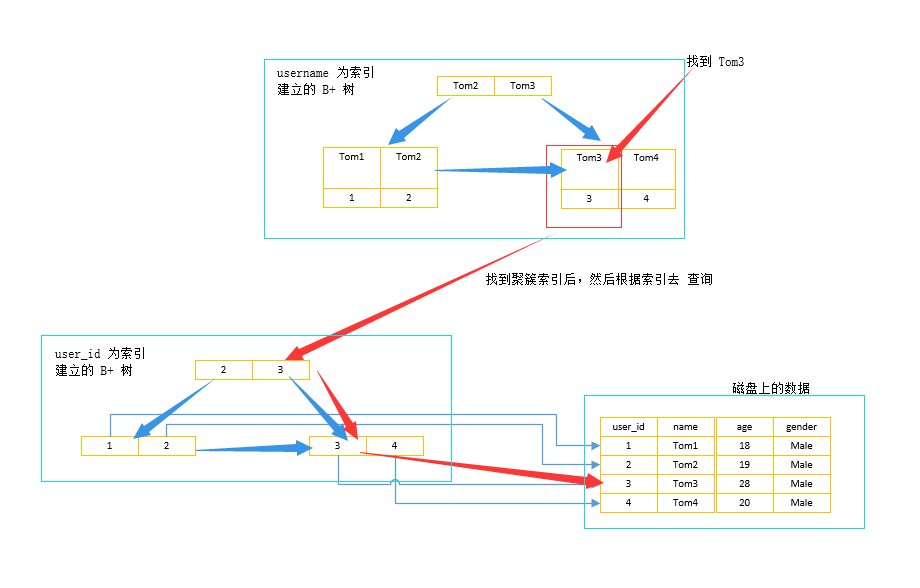 找到 Tom3
username 为索引
建立的 B+ 树
Tom2 Tom3
Tom1 Tom2
1 2
Tom3 Tom4
3 4
找到聚簇索引后，然后根据索引去 查询
user_id 为索引
建立的 B+ 树
2 3
1 2
3 4
磁盘上的数据
user_id name age gender
1 Tom1 18 Male
2 Tom2 19 Male
3 Tom3 28 Male
4 Tom4 20 Male